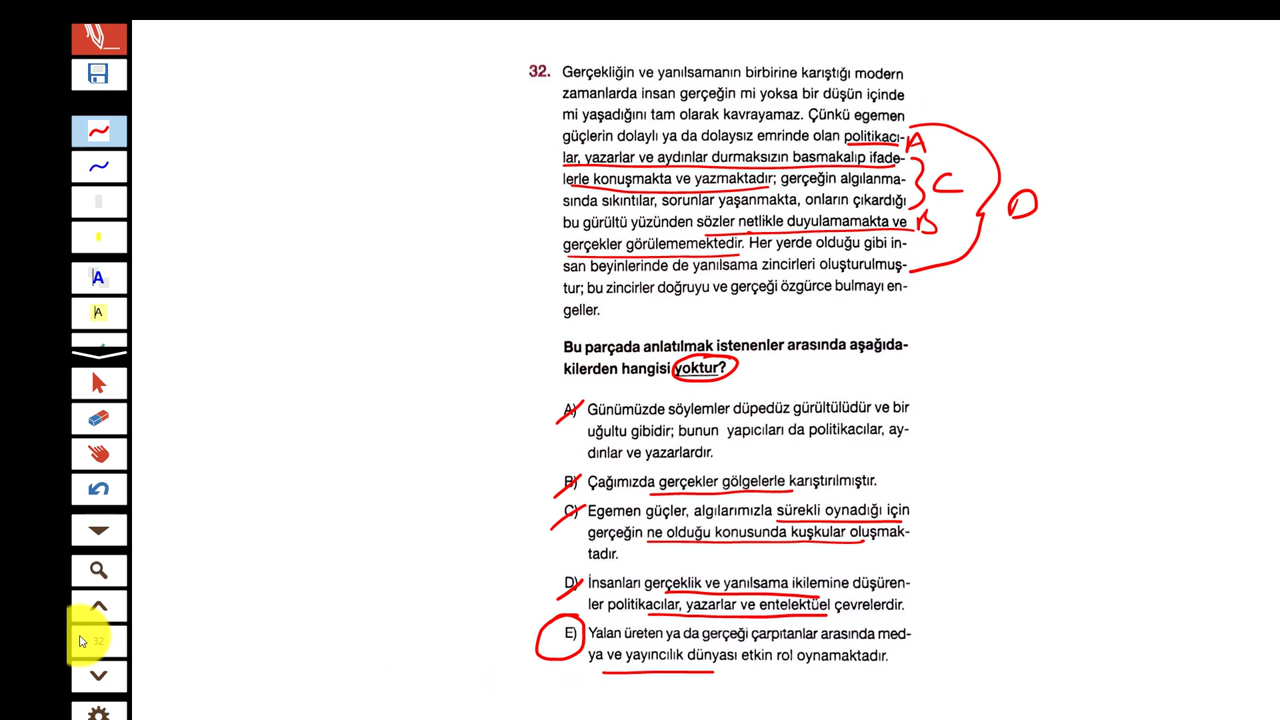 32. Gerçekliğin ve yanılsamanın birbirine karıştığı modern
zamanlarda insan gerçeğin mi yoksa bir düşün içinde
mi yaşadığını tam olarak kavrayamaz. Çünkü egemen
güçlerin dolaylı ya da dolaysız emrinde olan politikacı-
lar, yazarlar ve aydınlar durmaksızın basmakalıp ifade-
lerle konuşmakta ve yazmaktadır; gerçeğin algılanma-
sında sıkıntılar, sorunlar yaşanmakta, onların çıkardığı
bu gürültü yüzünden sözler netlikle duyulamamakta ve
gerçekler görülememektedir. Her yerde olduğu gibi in-
san beyinlerinde de yanılsama zincirleri oluşturulmuş-
tur; bu zincirler doğruyu ve gerçeği özgürce bulmayı en-
geller.
A
C
B
D
Bu parçada anlatılmak istenenler arasında aşağıda-
kilerden hangisi yoktur?
A) Günümüzde söylemler düpedüz gürültülüdür ve bir
uğultu gibidir; bunun yapıcıları da politikacılar, ay-
dınlar ve yazarlardır.
B) Çağımızda gerçekler gölgelerle karıştırılmıştır.
C) Egemen güçler, algılarımızla sürekli oynadığı için
gerçeğin ne olduğu konusunda kuşkular oluşmak-
tadır.
D) İnsanları gerçeklik ve yanılsama ikilemine düşüren-
ler politikacılar, yazarlar ve entelektüel çevrelerdir.
E) Yalan üreten ya da gerçeği çarpıtanlar arasında med-
ya ve yayıncılık dünyası etkin rol oynamaktadır.
A
A
32